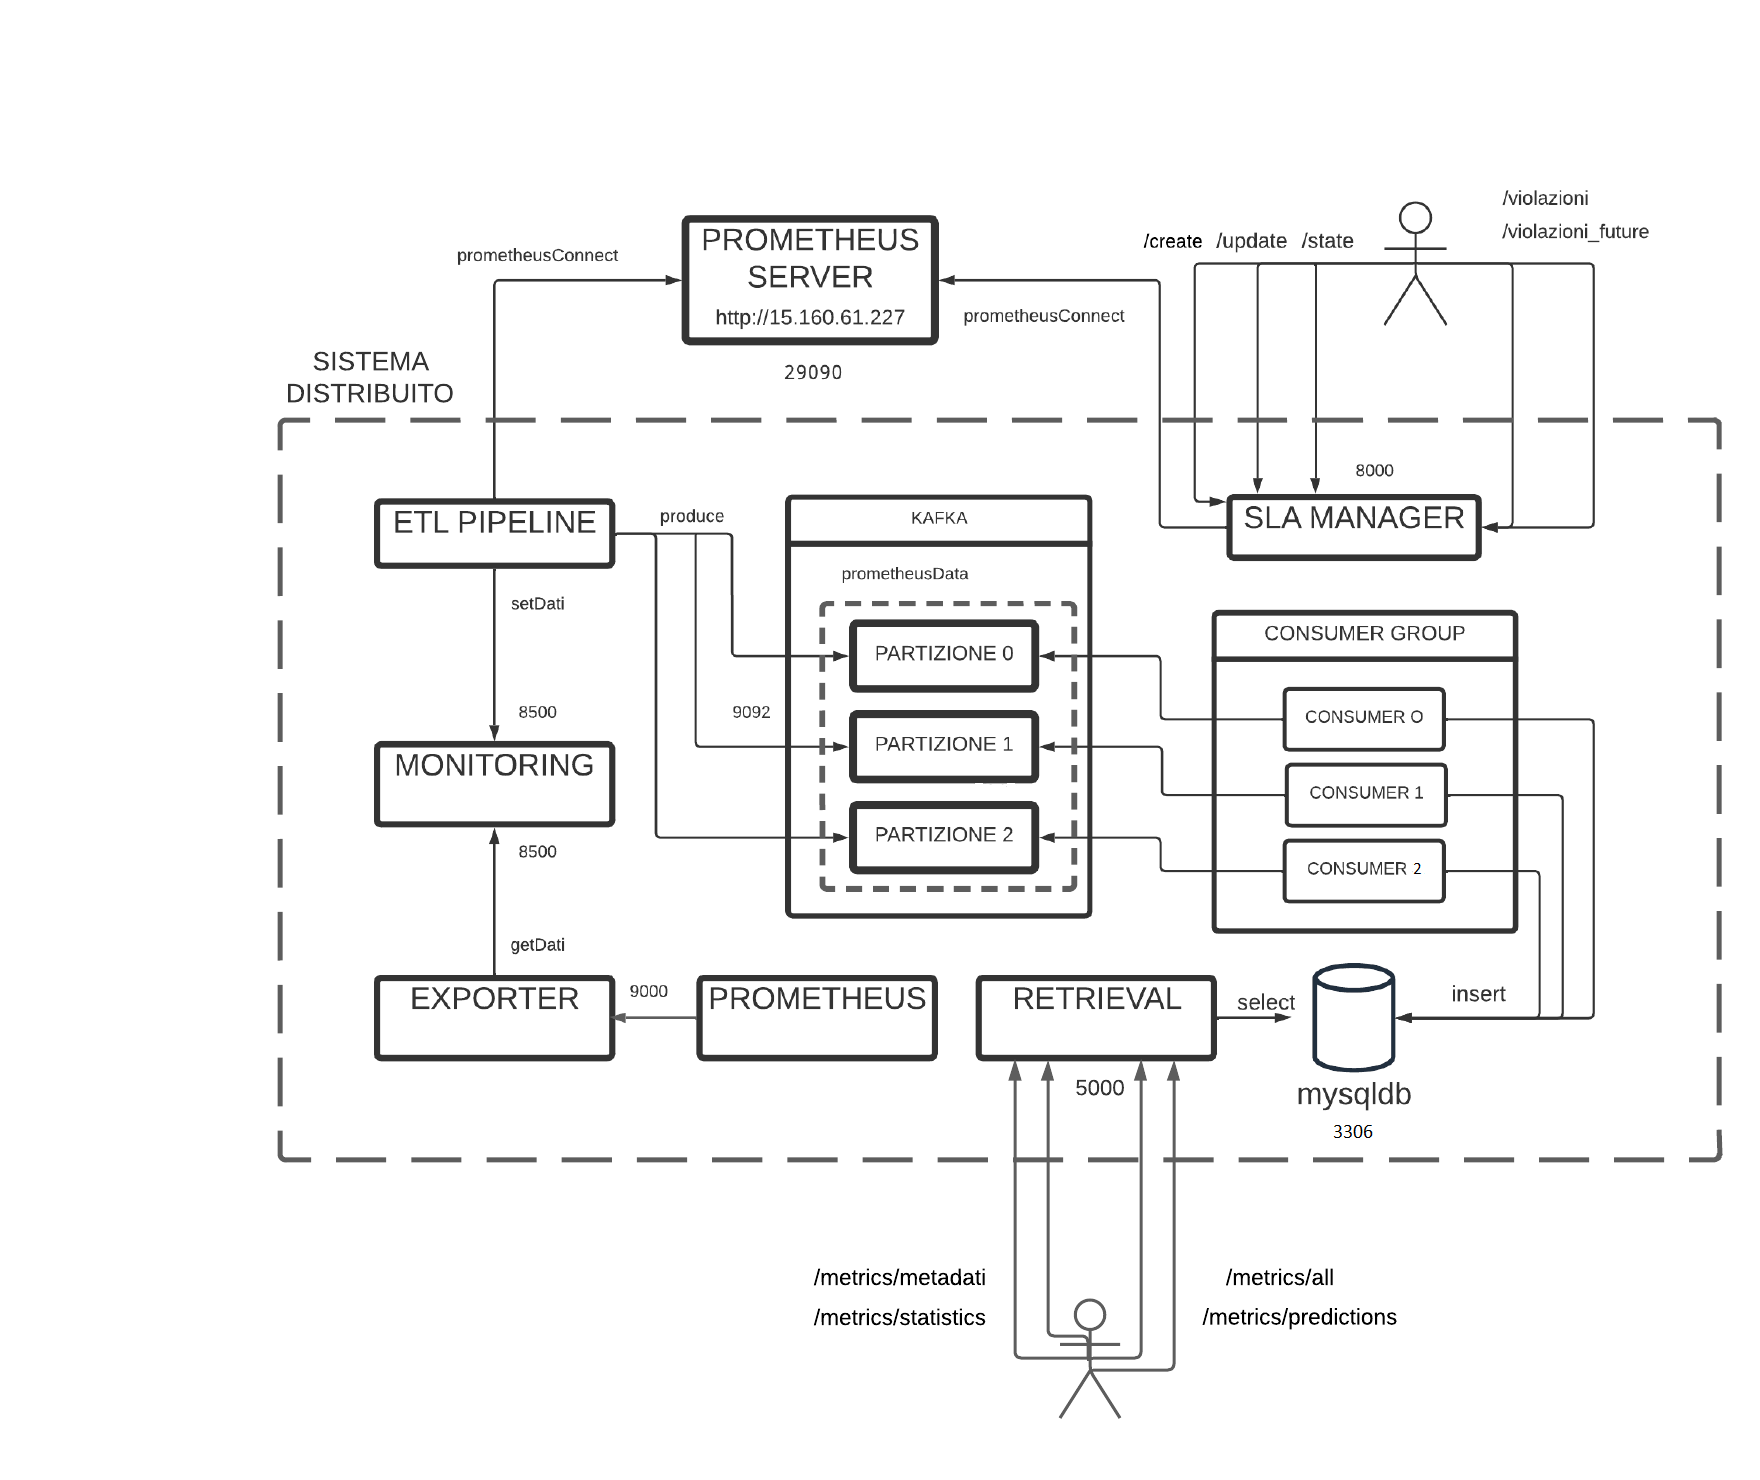 /violazioni
/violazioni_future
/create
/update
/state
prometheusConnect
PROMETHEUS
SERVER
http://15.160.61.227
prometheusConnect
29090
SISTEMA
DISTRIBUITO
8000
ETL PIPELINE
produce
KAFKA
SLA MANAGER
prometheusData
setDati
PARTIZIONE 0
CONSUMER GROUP
8500
9092
CONSUMER O
MONITORING
PARTIZIONE 1
CONSUMER 1
8500
PARTIZIONE 2
CONSUMER 2
getDati
EXPORTER
9000
PROMETHEUS
RETRIEVAL
select
insert
5000
mysqldb
3306
/metrics/metadati
/metrics/statistics
/metrics/all
/metrics/predictions